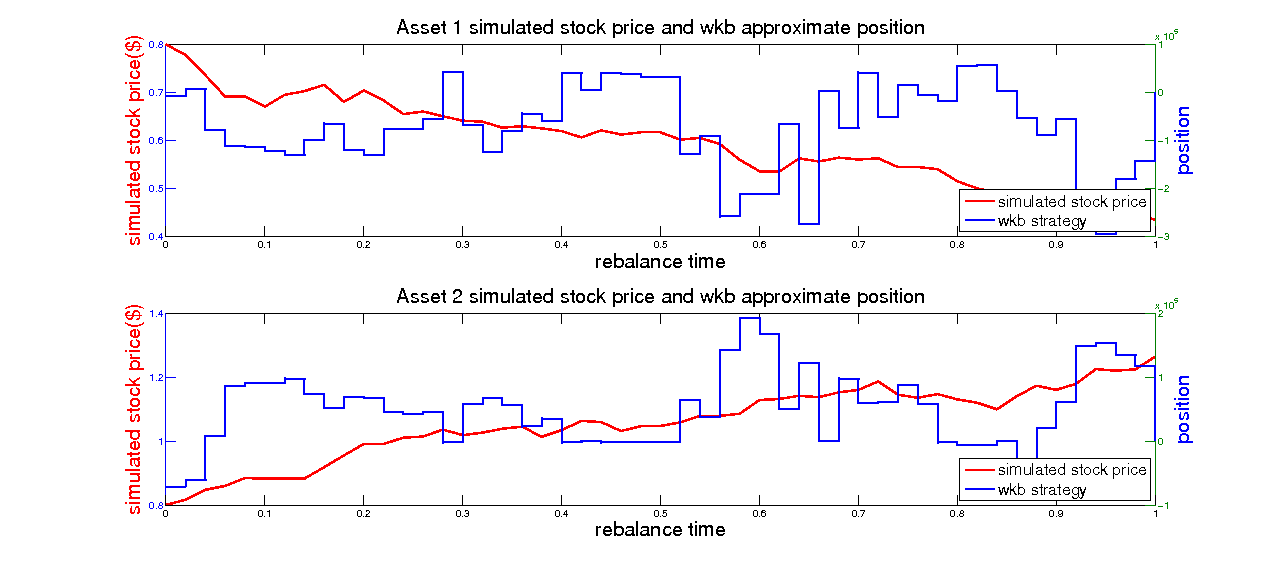 Asset 1 simulated stock price and wkb approximate position
simulated stock price($)
0.8
0.7
0.6
0.5
0.4
0 0.1 0.2 0.3 0.4 0.5 0.6 0.7 0.8 0.9 1
rebalance time
x 10^5
1
0
-1
-2
-3
position
simulated stock price
wkb strategy
Asset 2 simulated stock price and wkb approximate position
simulated stock price($)
1.4
1.2
1
0.8
0 0.1 0.2 0.3 0.4 0.5 0.6 0.7 0.8 0.9 1
rebalance time
x 10^5
2
1
0
-1
position
simulated stock price
wkb strategy